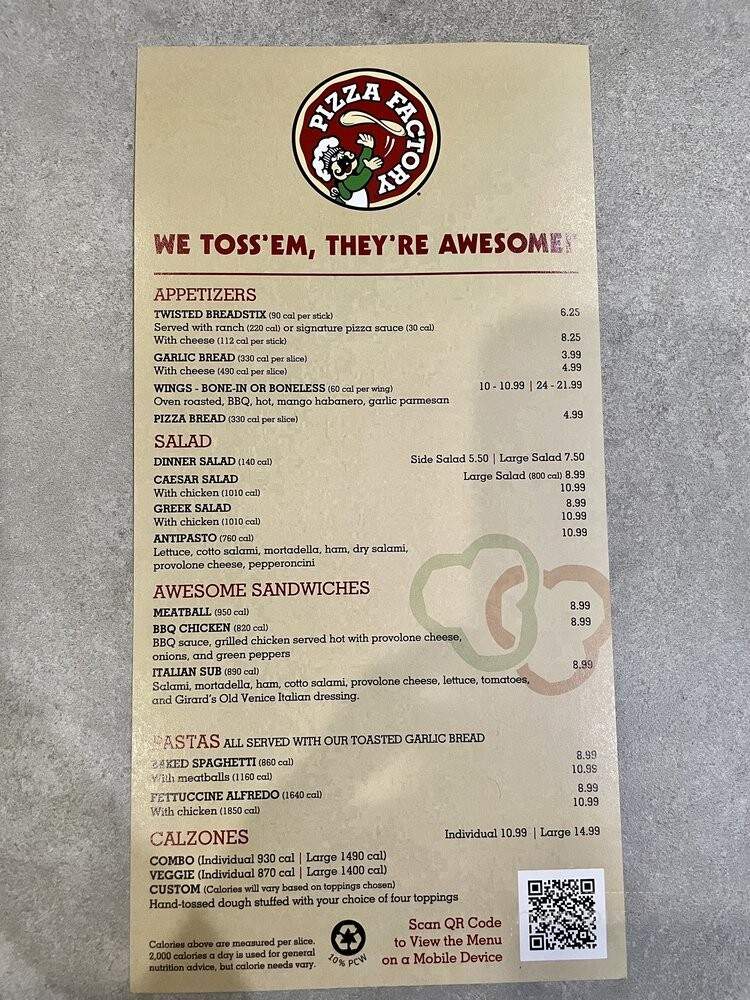 PIZZA FACTORY
WE TOSS'EM, THEY'RE AWESOME!
APPETIZERS
TWISTED BREADSTIX (90 cal per stick) 6.25
Served with ranch (220 cal) or signature pizza sauce (30 cal)
With cheese (112 cal per stick) 8.25
GARLIC BREAD (330 cal per slice) 3.99
With cheese (490 cal per slice) 4.99
WINGS - BONE-IN OR BONELESS (60 cal per wing) 10 - 10.99 | 24 - 21.99
Oven roasted, BBQ, hot, mango habanero, garlic parmesan
PIZZA BREAD (330 cal per slice) 4.99
SALAD
DINNER SALAD (140 cal) Side Salad 5.50 | Large Salad 7.50
CAESAR SALAD Large Salad (800 cal) 8.99
With chicken (1010 cal) 10.99
GREEK SALAD 8.99
With chicken (1010 cal) 10.99
ANTIPASTO (760 cal) 10.99
Lettuce, cotto salami, mortadella, ham, dry salami,
provolone cheese, pepperoncini
AWESOME SANDWICHES
MEATBALL (950 cal) 8.99
BBQ CHICKEN (820 cal) 8.99
BBQ sauce, grilled chicken served hot with provolone cheese,
onions, and green peppers
ITALIAN SUB (890 cal) 8.99
Salami, mortadella, ham, cotto salami, provolone cheese, lettuce, tomatoes,
and Girard's Old Venice Italian dressing.
PASTAS ALL SERVED WITH OUR TOASTED GARLIC BREAD
BAKED SPAGHETTI (860 cal) 8.99
With meatballs (1160 cal) 10.99
FETTUCCINE ALFREDO (1640 cal) 8.99
With chicken (1850 cal) 10.99
CALZONES Individual 10.99 | Large 14.99
COMBO (Individual 930 cal | Large 1490 cal)
VEGGIE (Individual 870 cal | Large 1400 cal)
CUSTOM (Calories will vary based on toppings chosen)
Hand-tossed dough stuffed with your choice of four toppings
Calories above are measured per slice.
2,000 calories a day is used for general
nutrition advice, but calorie needs vary.
10% PCW
Scan QR Code
to View the Menu
on a Mobile Device